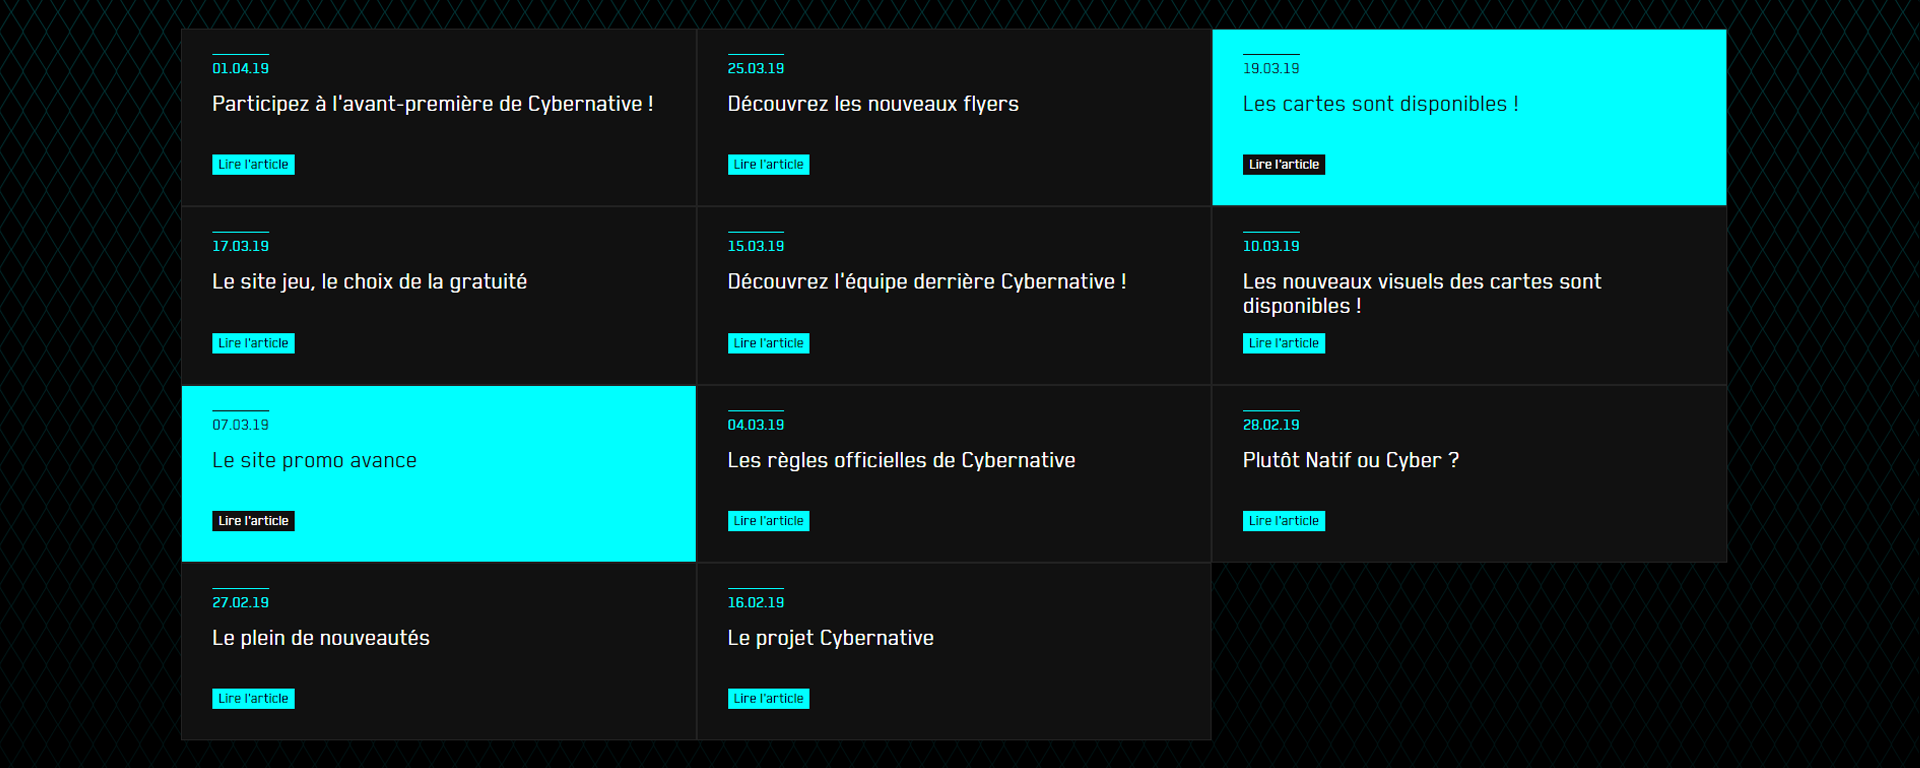 01.04.19
Participez à l'avant-première de Cybernative !
Lire l'article
25.03.19
Découvrez les nouveaux flyers
Lire l'article
19.03.19
Les cartes sont disponibles !
Lire l'article
17.03.19
Le site jeu, le choix de la gratuité
Lire l'article
15.03.19
Découvrez l'équipe derrière Cybernative !
Lire l'article
10.03.19
Les nouveaux visuels des cartes sont
disponibles !
Lire l'article
07.03.19
Le site promo avance
Lire l'article
04.03.19
Les règles officielles de Cybernative
Lire l'article
28.02.19
Plutôt Natif ou Cyber ?
Lire l'article
27.02.19
Le plein de nouveautés
Lire l'article
16.02.19
Le projet Cybernative
Lire l'article